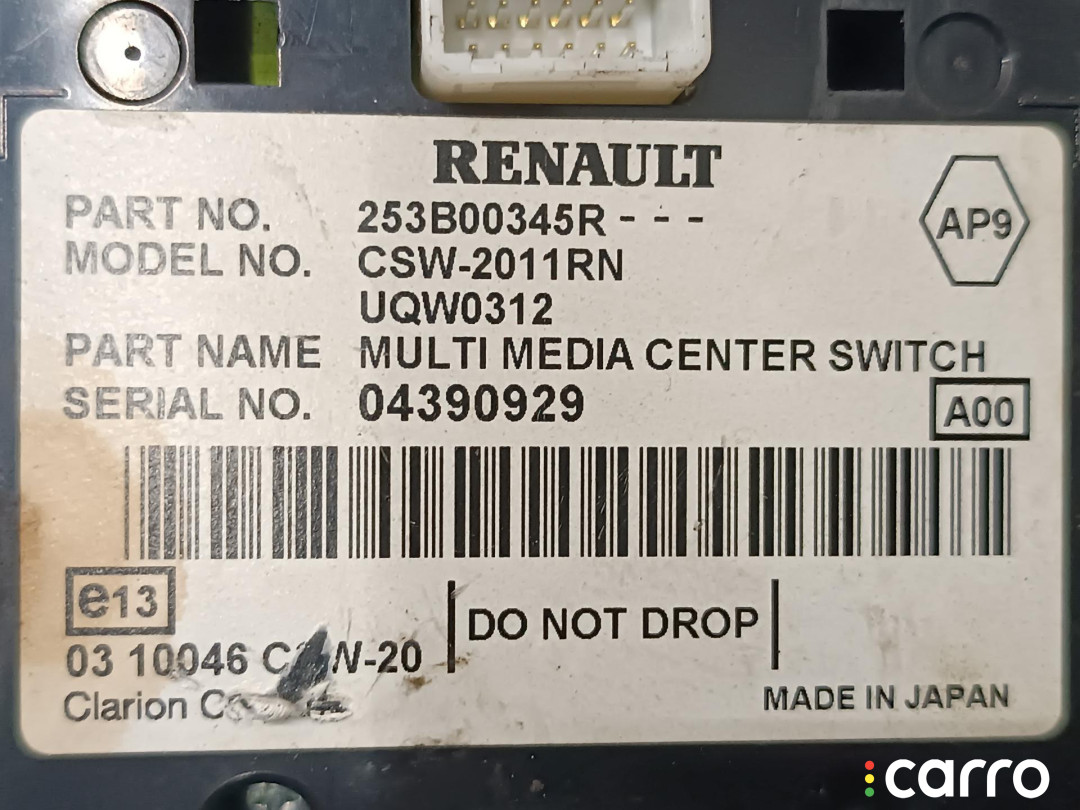 RENAULT
PART NO. 253B00345R - - -
AP9
MODEL NO. CSW-2011RN
UQW0312
PART NAME MULTI MEDIA CENTER SWITCH
SERIAL NO. 04390929
A00
e13
DO NOT DROP
03 10046
Clarion
MADE IN JAPAN
carro